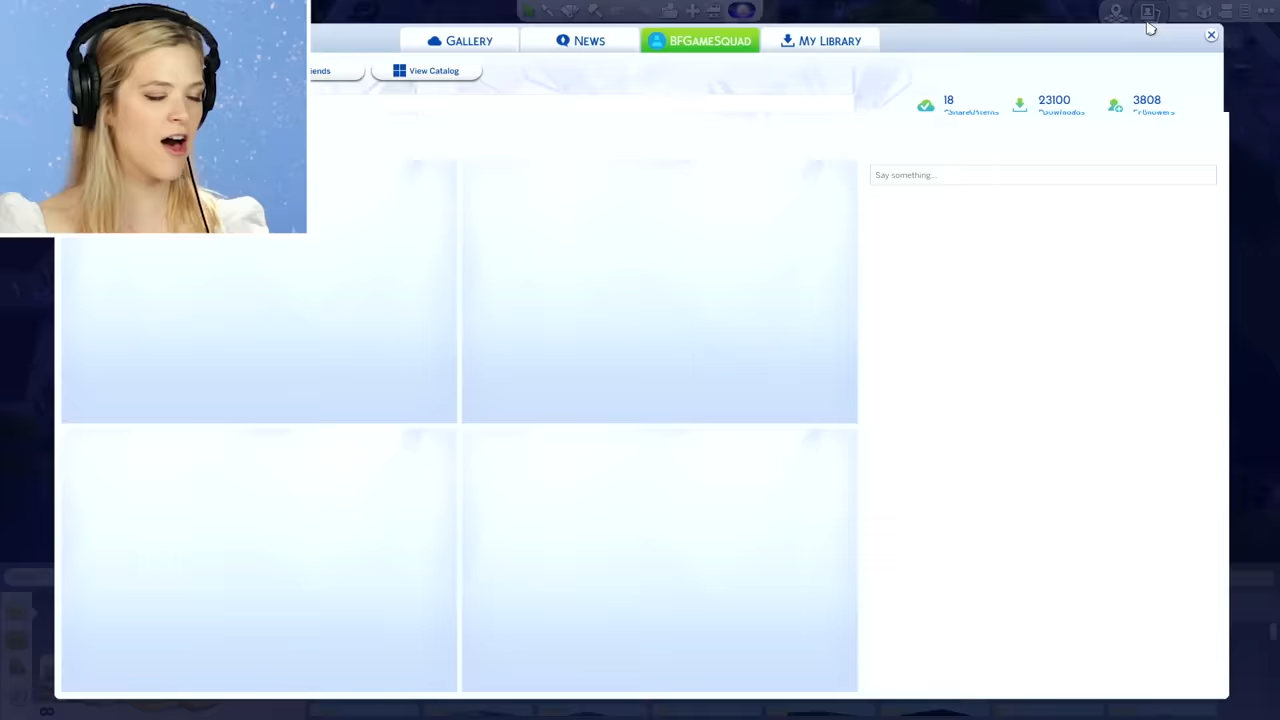 GALLERY
NEWS
BFGAMESQUAD
MY LIBRARY
iends
View Catalog
18
23100
3808
Say something...